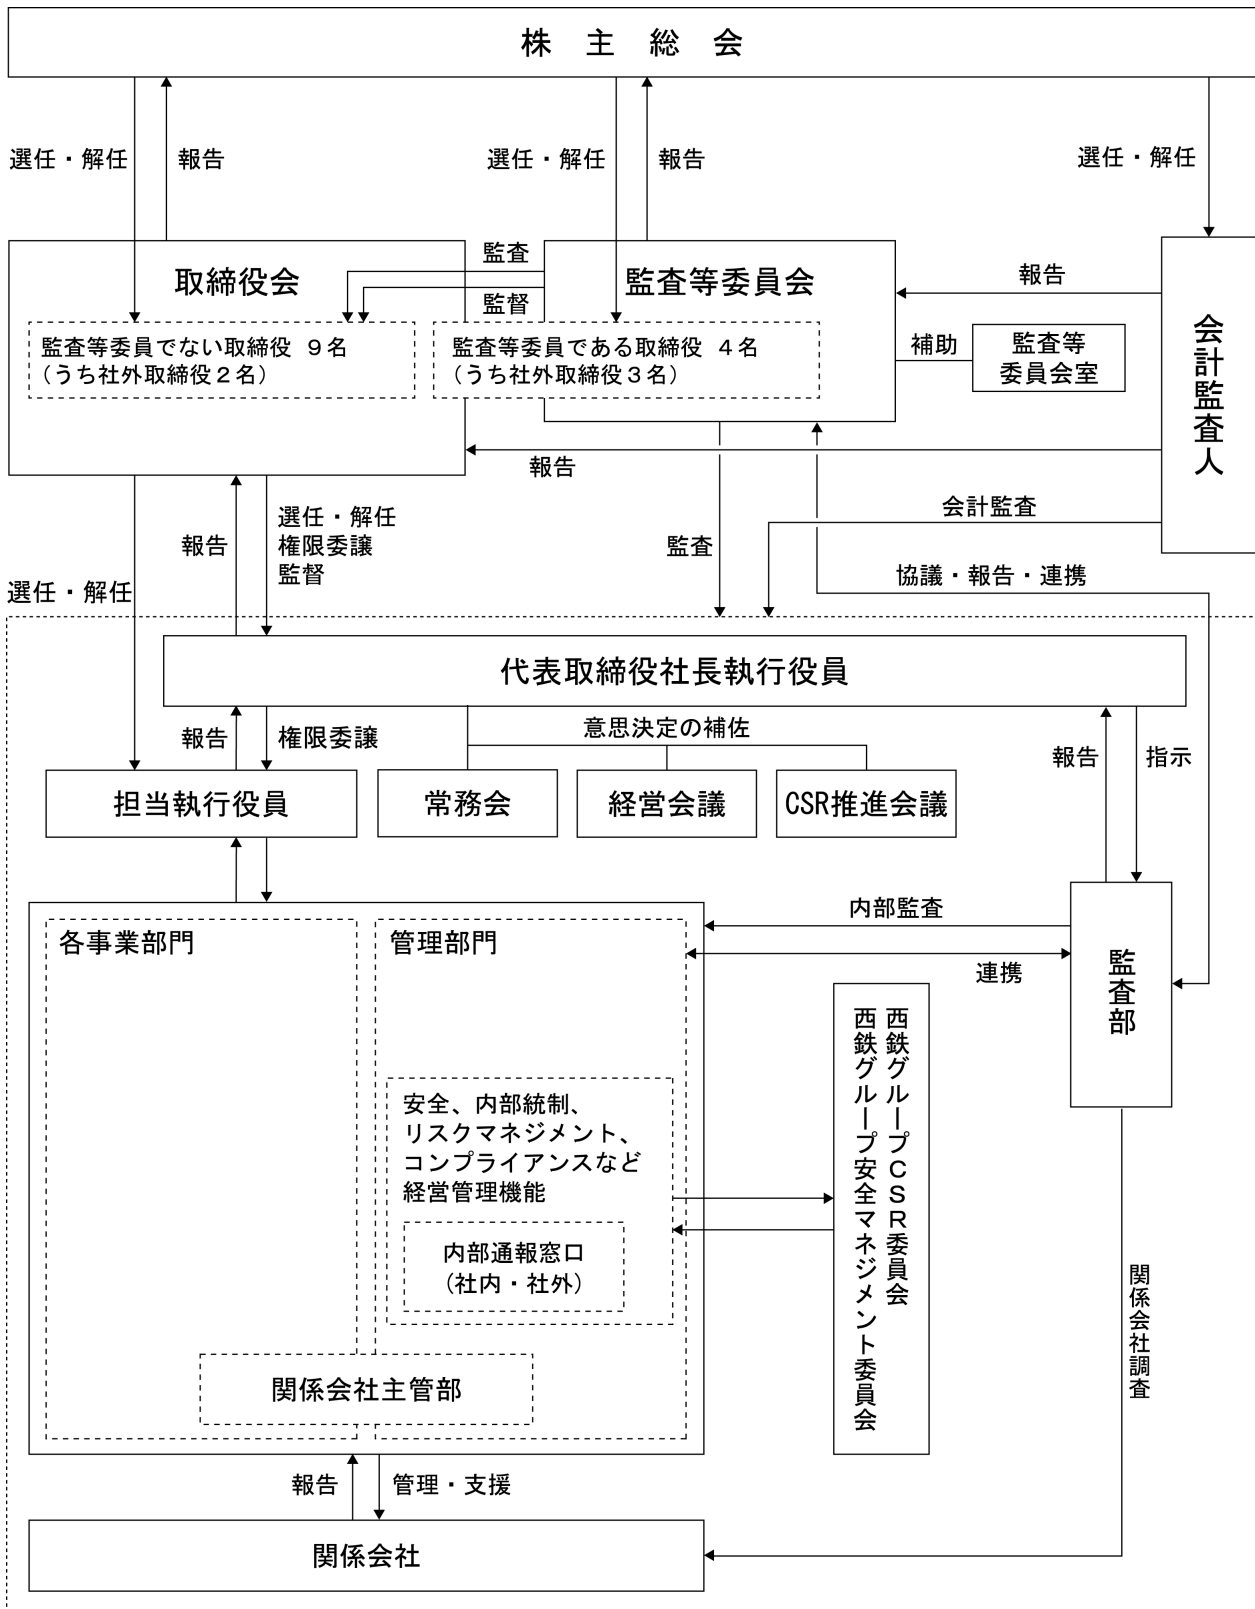 株 主 総 会
選任・解任
報告
選任・解任
報告
選任・解任
取締役会
監査
監督
監査等委員会
報告
監査等委員でない取締役 9名
(うち社外取締役2名)
監査等委員である取締役 4名
(うち社外取締役3名)
補助
監査等
委員会室
会計監査人
報告
会計監査
選任・解任
報告
選任・解任
権限委譲
監督
監査
協議・報告・連携
代表取締役社長執行役員
報告
権限委譲
意思決定の補佐
報告
指示
担当執行役員
常務会
経営会議
CSR推進会議
内部監査
連携
監査部
各事業部門
管理部門
安全、内部統制、
リスクマネジメント、
コンプライアンスなど
経営管理機能
内部通報窓口
(社内・社外)
西鉄グループCSR委員会
西鉄グループ安全マネジメント委員会
関係会社調査
関係会社主管部
報告
管理・支援
関係会社